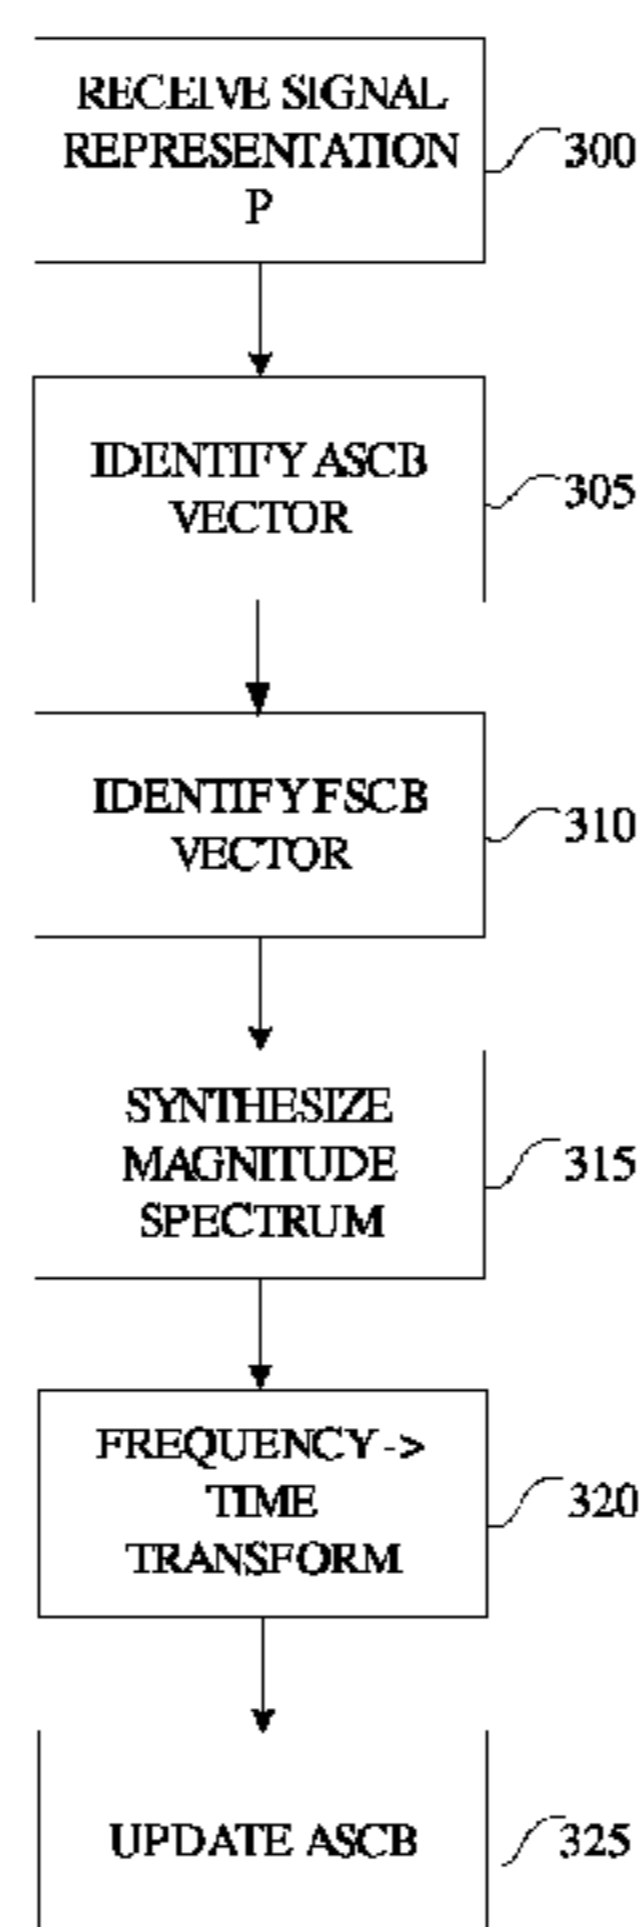 RECEIVE SIGNAL
REPRESENTATION
P
300
IDENTIFY ASCB
VECTOR
305
IDENTIFY FSCB
VECTOR
310
SYNTHESIZE
MAGNITUDE
SPECTRUM
315
FREQUENCY->
TIME
TRANSFORM
320
UPDATE ASCB
325